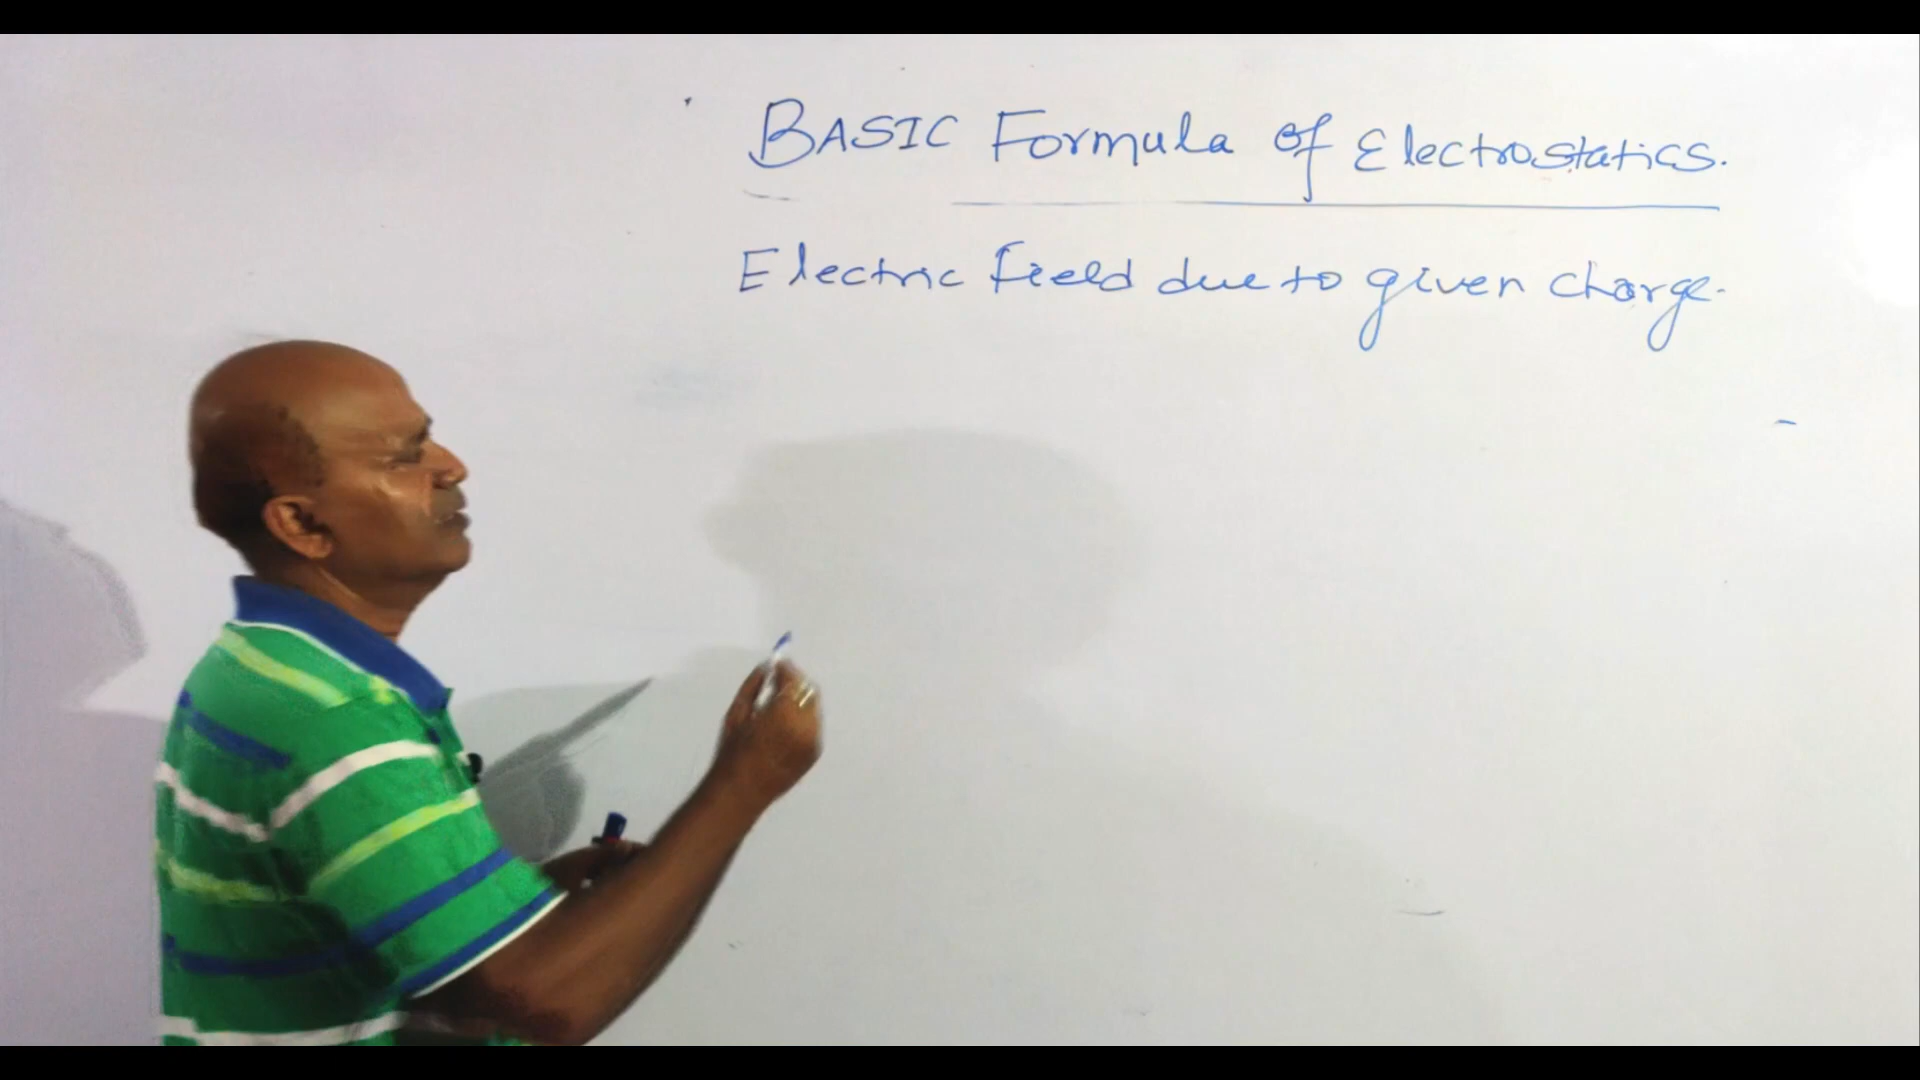 BASIC Formula of Electrostatics.
Electric field due to given charge.